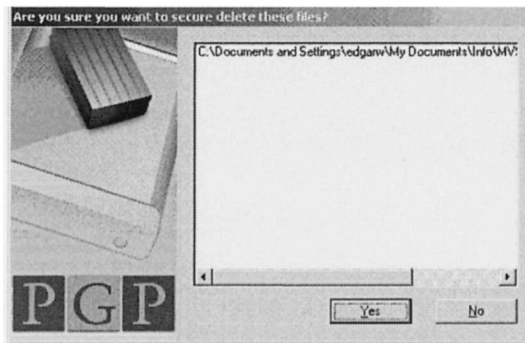 Are you sure you want to secure delete these files?
C:\Documents and Settings\edgarw\My Documents\Info\MV
PGP
Yes
No